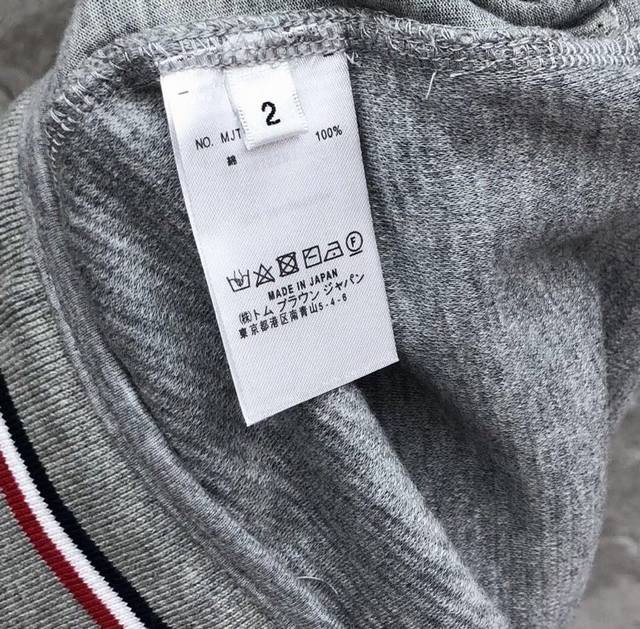 2
NO. MJT 100%
綿
MADE IN JAPAN
(株)トム ブラウン ジャパン
東京都港区南青山5-4-6